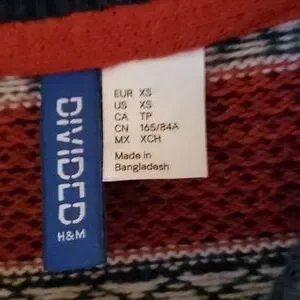 DIVIDED
H&M
EUR XS
US XS
CA TP
CN 165/84A
MX XCH
Made in
Bangladesh